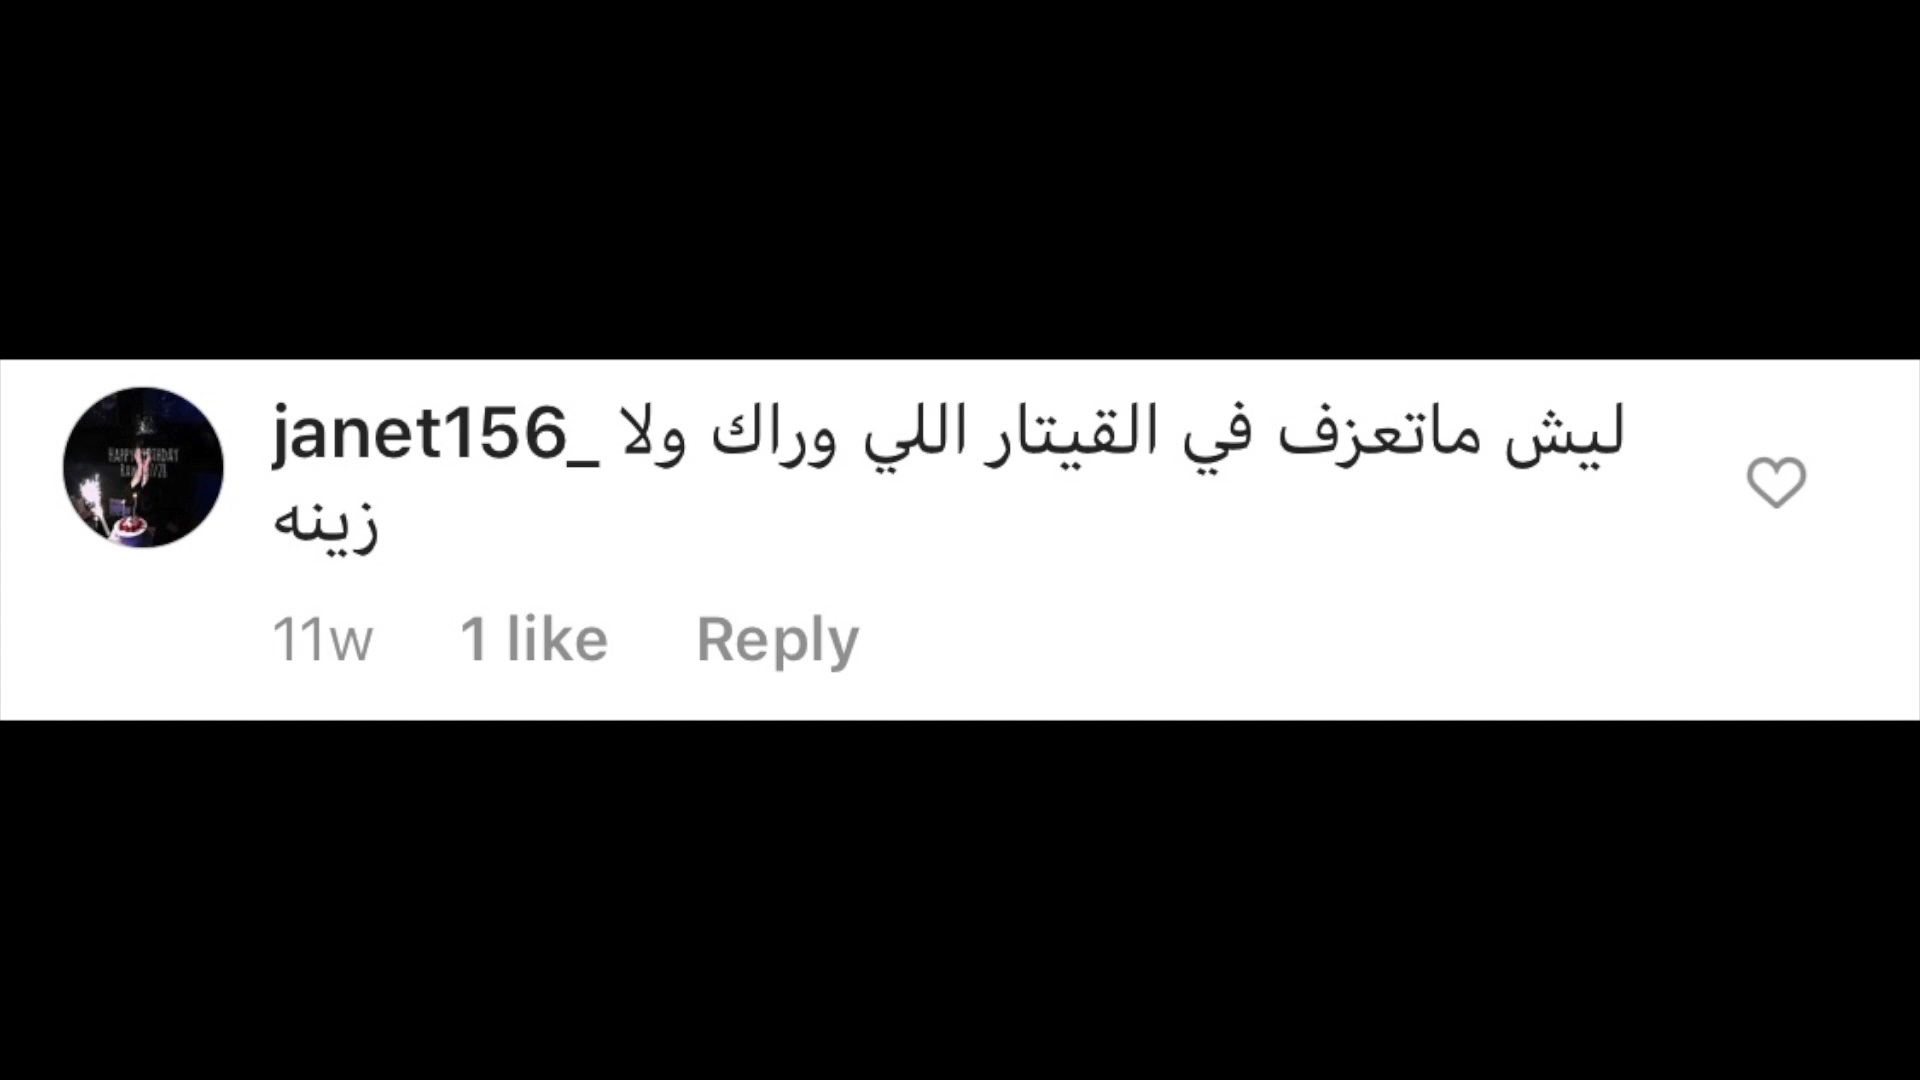 janet156_ ليش ماتعزف في القيتار اللي وراك ولا
زينه
11w 1 like Reply